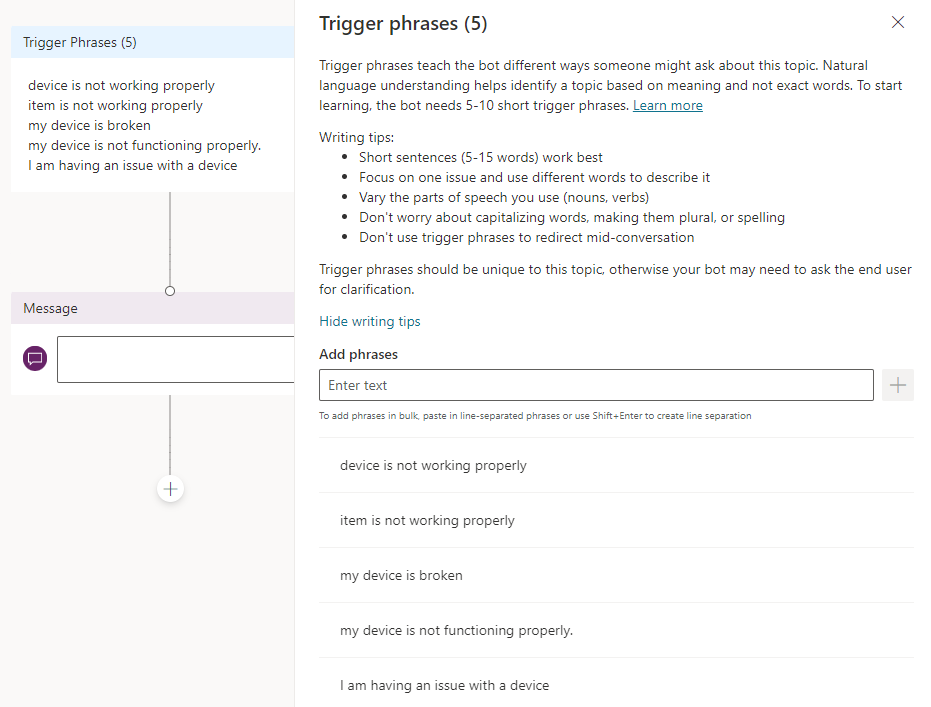 Trigger Phrases (5)
device is not working properly
item is not working properly
my device is broken
my device is not functioning properly.
I am having an issue with a device
Message
Trigger phrases (5)
Trigger phrases teach the bot different ways someone might ask about this topic. Natural
language understanding helps identify a topic based on meaning and not exact words. To start
learning, the bot needs 5-10 short trigger phrases. Learn more
Writing tips:
• Short sentences (5-15 words) work best
• Focus on one issue and use different words to describe it
• Vary the parts of speech you use (nouns, verbs)
• Don't worry about capitalizing words, making them plural, or spelling
• Don't use trigger phrases to redirect mid-conversation
Trigger phrases should be unique to this topic, otherwise your bot may need to ask the end user
for clarification.
Hide writing tips
Add phrases
Enter text
To add phrases in bulk, paste in line-separated phrases or use Shift+Enter to create line separation
device is not working properly
item is not working properly
my device is broken
my device is not functioning properly.
I am having an issue with a device